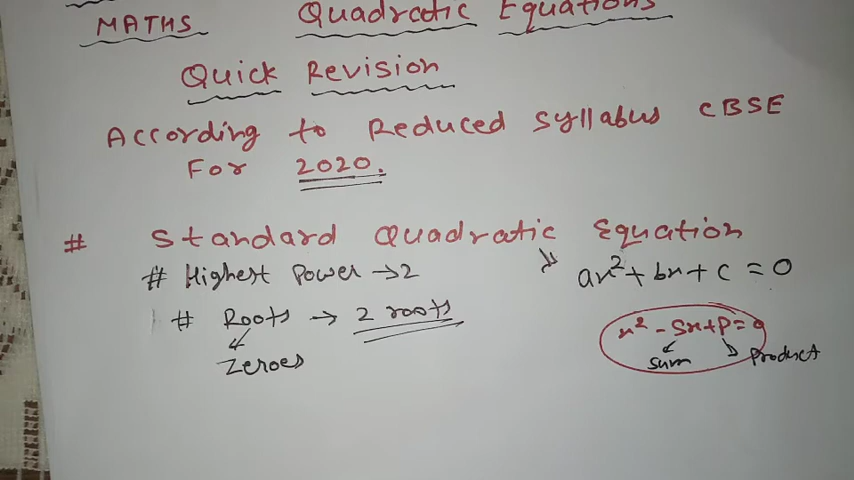 MATHS Quadratic Equations
Quick Revision
According to Reduced Syllabus CBSE
For 2020.
# Standard Quadratic Equation
# Highest Power → 2
ax² + bx + c = 0
# Roots → 2 roots
x² - Sx + P = 0
Zeroes
Sum Product